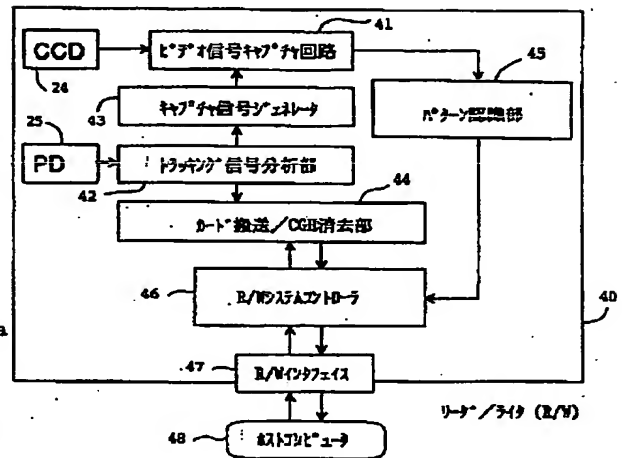 41
CCD
ビデオ信号キャプチャ回路
45
24
43
キャプチャ信号ジェネレータ
パターン認識部
25
PD
トラッキング信号分析部
42
44
カード搬送/CGH消去部
46
R/Wシステムコントローラ
40
a
47
R/Wインタフェイス
リーダ/ライタ (R/W)
48
ホストコンピュータ